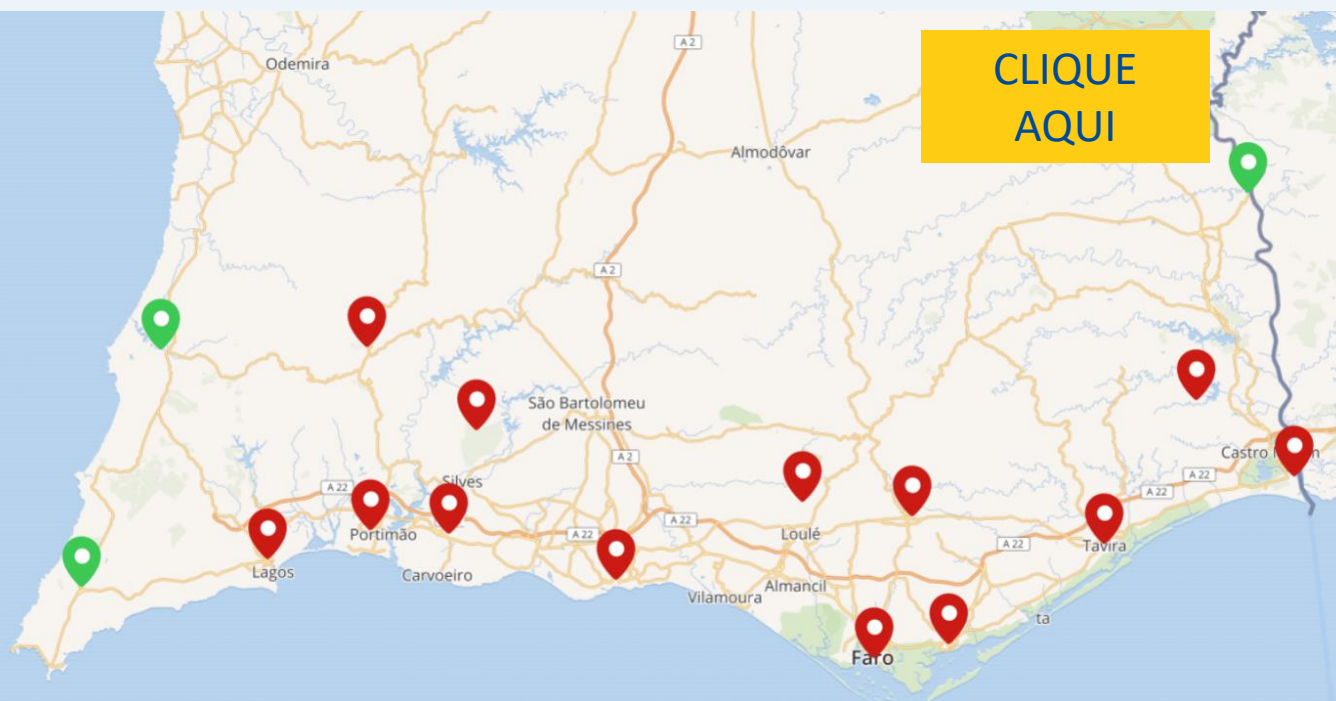 A 2
CLIQUE
AQUI
Odemira
Almodôvar
A 2
São Bartolomeu
de Messines
A 2
Castro
Silves
A 22
A 22
A 22
A 22
A 22
A 22
Portimão
Loulé
Tavira
Lagos
Carvoeiro
Almancil
Vilamoura
ta
Faro